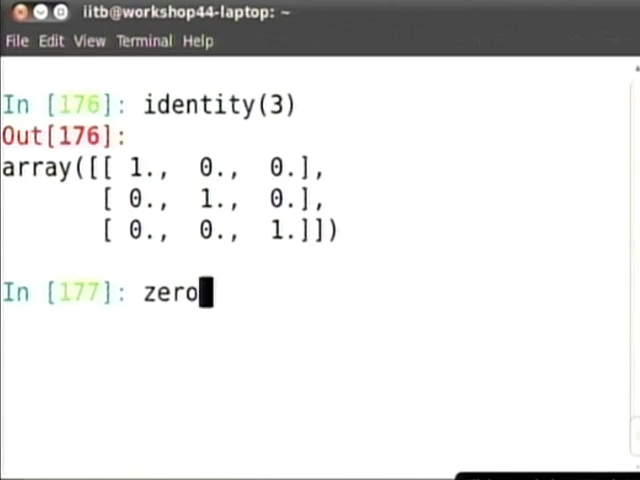 iitb@workshop44-laptop: ~
File Edit View Terminal Help
In [176]: identity(3)
Out[176]:
array([[ 1., 0., 0.],
[ 0., 1., 0.],
[ 0., 0., 1.]])
In [177]: zero